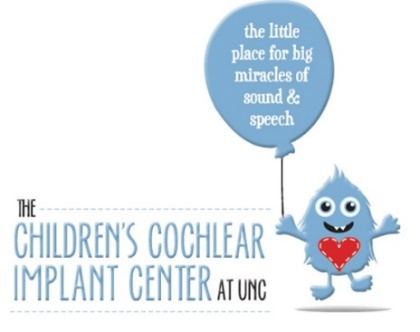 the little
place for big
miracles of
sound &
speech
THE
CHILDREN'S COCHLEAR
IMPLANT CENTER AT UNC